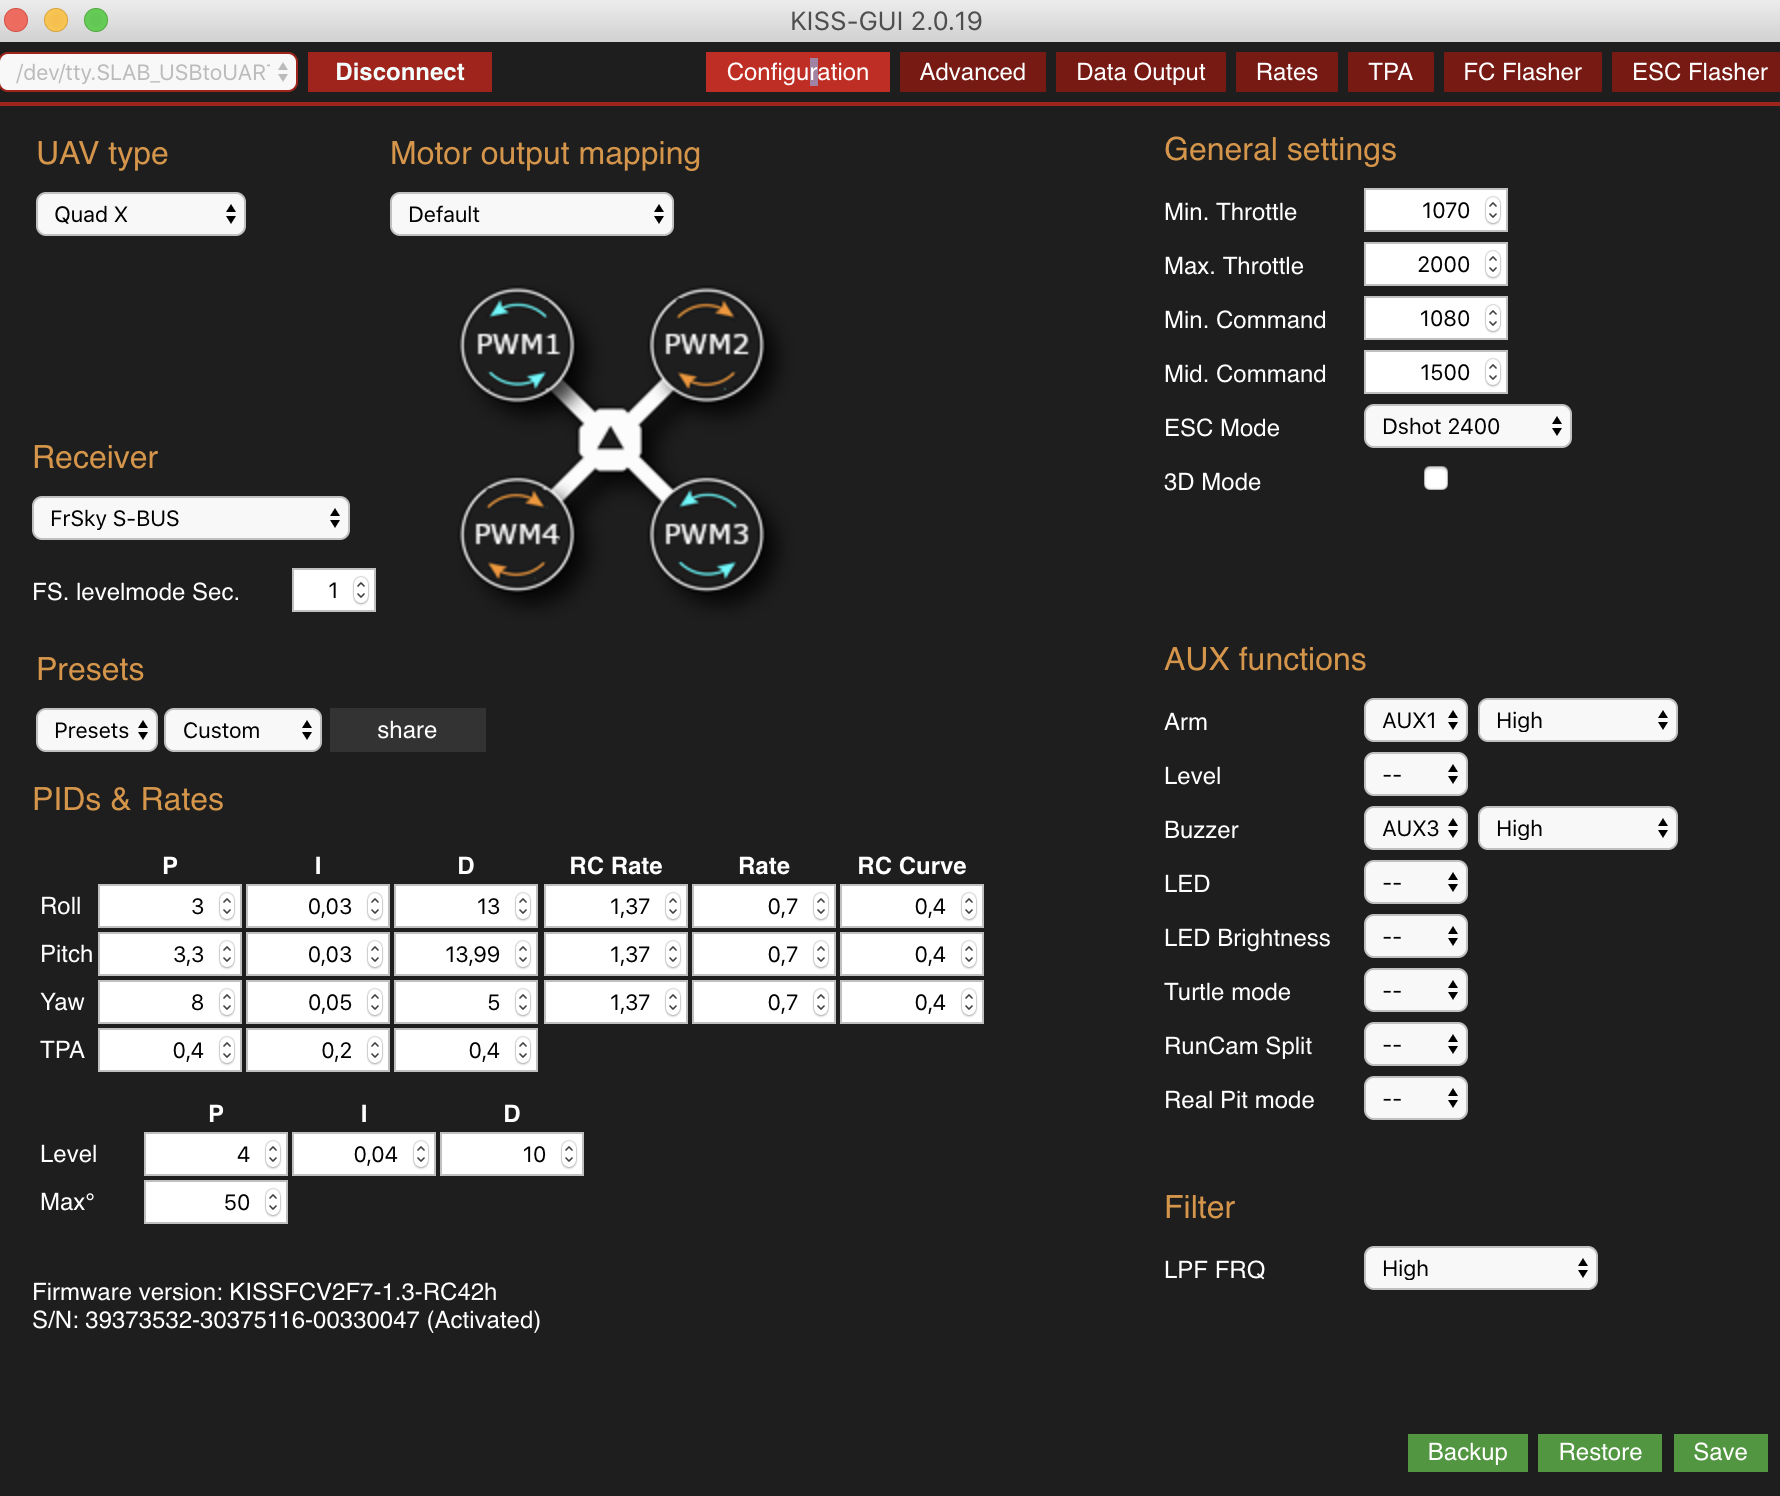 KISS-GUI 2.0.19
/dev/tty.SLAB_USBtoUAR Disconnect Configuration Advanced Data Output Rates TPA FC Flasher ESC Flasher
UAV type
Quad X
Motor output mapping
Default
PWM1 PWM2
PWM4 PWM3
Receiver
FrSky S-BUS
FS. levelmode Sec. 1
Presets
Presets Custom share
PIDs & Rates
P I D RC Rate Rate RC Curve
Roll 3 0,03 13 1,37 0,7 0,4
Pitch 3,3 0,03 13,99 1,37 0,7 0,4
Yaw 8 0,05 5 1,37 0,7 0,4
TPA 0,4 0,2 0,4
P I D
Level 4 0,04 10
Max° 50
Firmware version: KISSFCV2F7-1.3-RC42h
S/N: 39373532-30375116-00330047 (Activated)
General settings
Min. Throttle 1070
Max. Throttle 2000
Min. Command 1080
Mid. Command 1500
ESC Mode Dshot 2400
3D Mode
AUX functions
Arm AUX1 High
Level --
Buzzer AUX3 High
LED --
LED Brightness --
Turtle mode --
RunCam Split --
Real Pit mode --
Filter
LPF FRQ High
Backup Restore Save